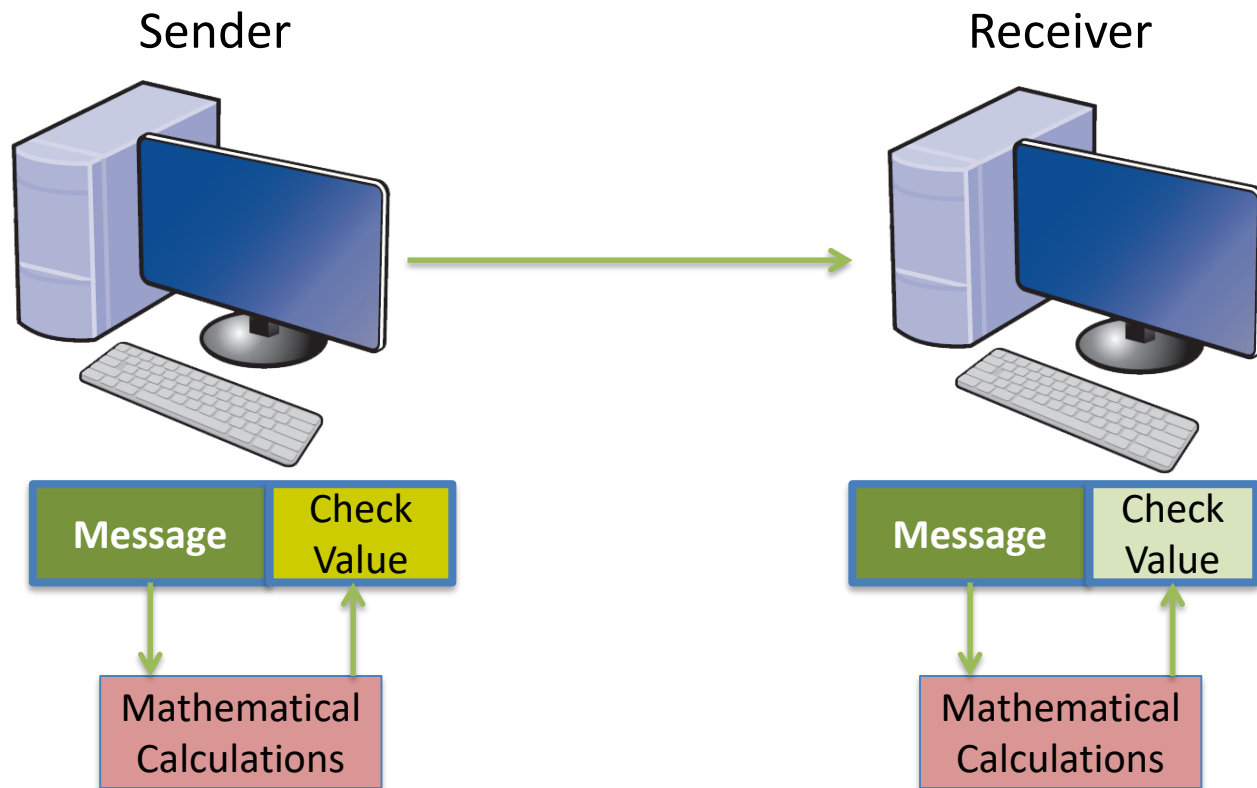 Sender
Receiver
Message
Check
Value
Message
Check
Value
Mathematical
Calculations
Mathematical
Calculations